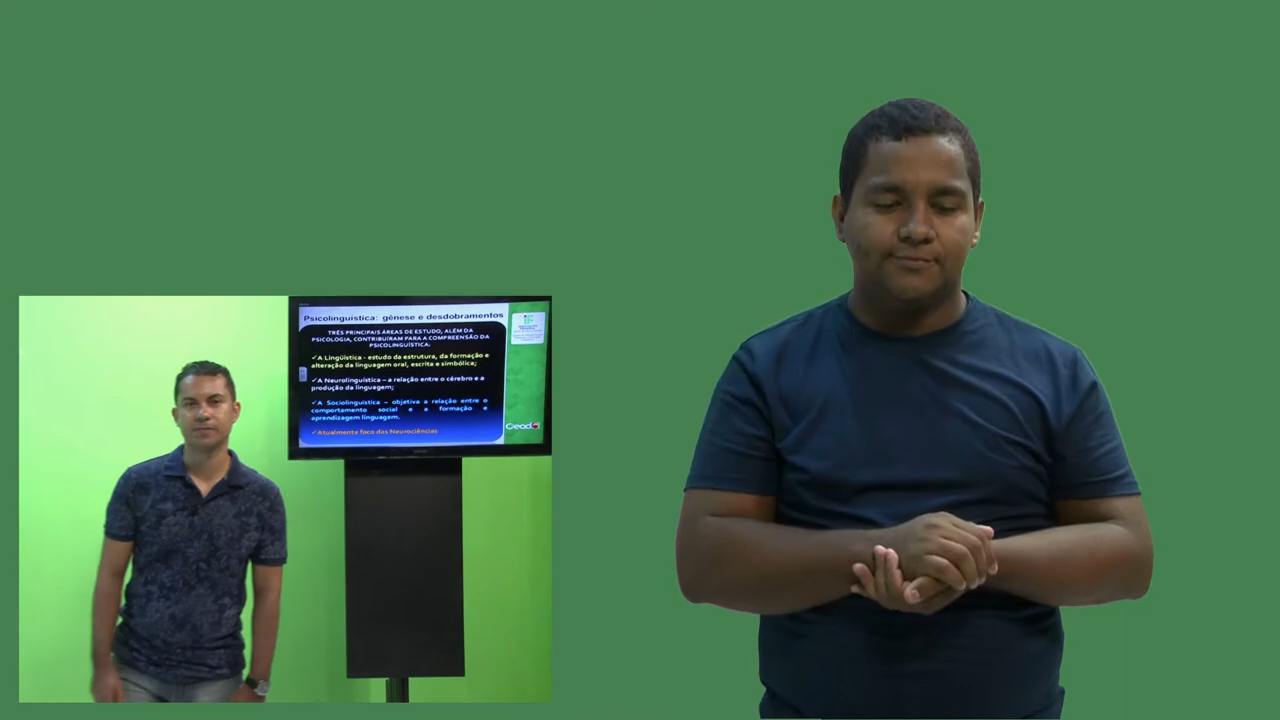 Psicolinguística: gênese e desdobramentos
TRÊS PRINCIPAIS ÁREAS DE ESTUDO, ALÉM DA
PSICOLOGIA, CONTRIBUÍRAM PARA A COMPREENSÃO DA
PSICOLINGUÍSTICA:
✓A Lingüística - estudo da estrutura, da formação e
alteração da linguagem oral, escrita e simbólica;
✓A Neurolinguística – a relação entre o cérebro e a
produção da linguagem;
✓A Sociolinguística – objetiva a relação entre o
comportamento social e a formação e
aprendizagem linguagem.
✓Atualmente foco das Neurociências
Cead